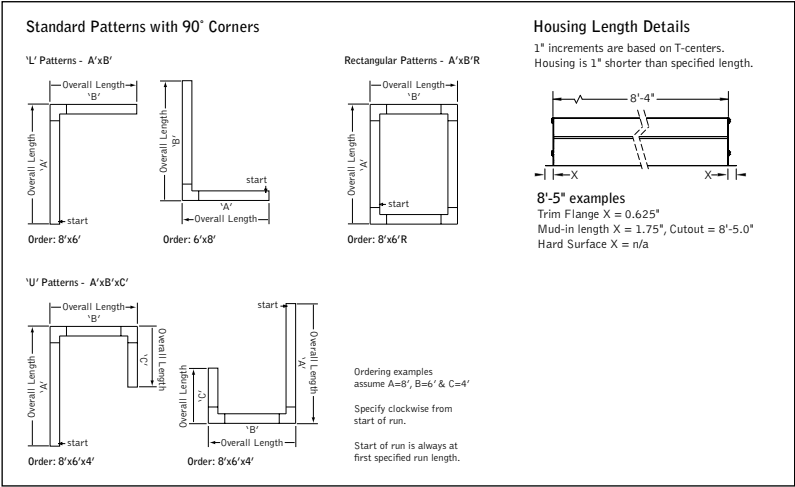 Standard Patterns with 90° Corners
‘L’ Patterns - A’xB’
Overall Length
‘B’
Overall Length
‘A’
start
Order: 8’x6’
Overall Length
‘B’
start
‘A’
Overall Length
Order: 6’x8’
Rectangular Patterns - A’xB’R
Overall Length
‘B’
Overall Length
‘A’
start
Order: 8’x6’R
Housing Length Details
1" increments are based on T-centers.
Housing is 1" shorter than specified length.
8'-4"
X
X
8'-5" examples
Trim Flange X = 0.625"
Mud-in length X = 1.75", Cutout = 8'-5.0"
Hard Surface X = n/a
‘U’ Patterns - A’xB’xC’
Overall Length
‘B’
Overall Length
‘A’
‘C’
Overall Length
start
Order: 8’x6’x4’
start
Overall Length
‘C’
‘A’
Overall Length
‘B’
Overall Length
Order: 8’x6’x4’
Ordering examples
assume A=8’, B=6’ & C=4’
Specify clockwise from
start of run.
Start of run is always at
first specified run length.